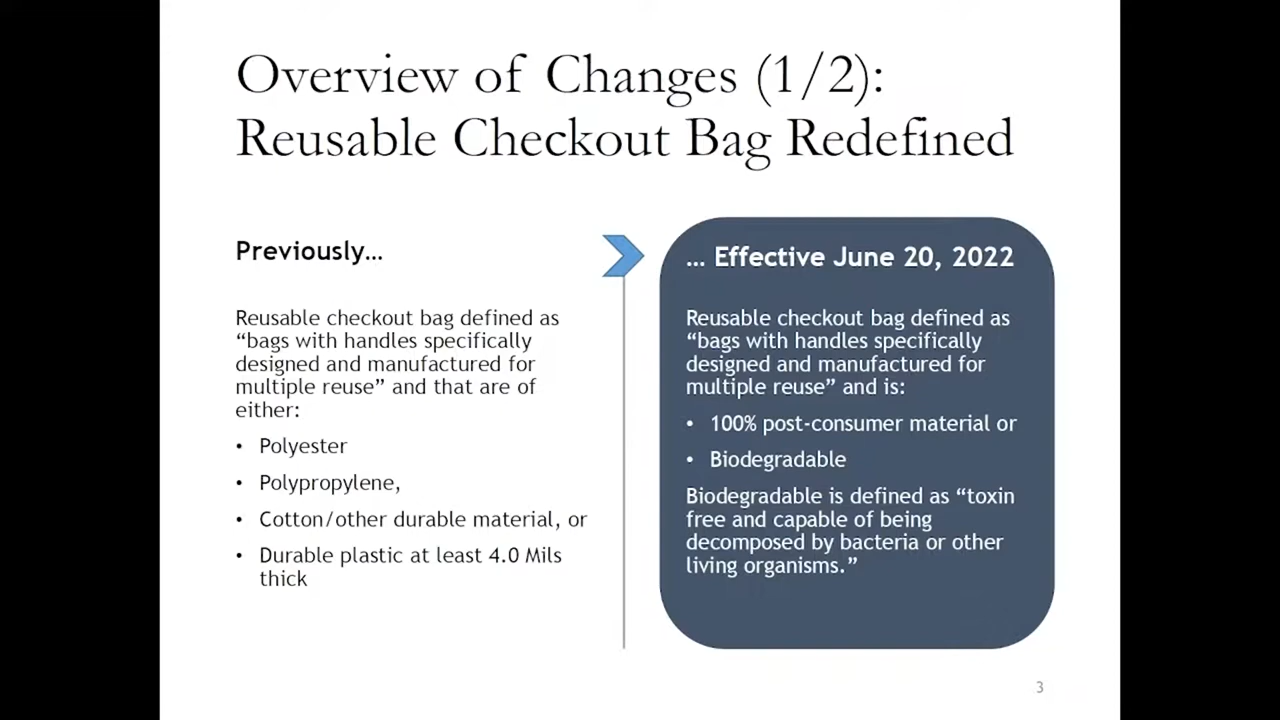 Overview of Changes (1/2):
Reusable Checkout Bag Redefined
Previously…
Reusable checkout bag defined as
“bags with handles specifically
designed and manufactured for
multiple reuse” and that are of
either:
• Polyester
• Polypropylene,
• Cotton/other durable material, or
• Durable plastic at least 4.0 Mils
thick
… Effective June 20, 2022
Reusable checkout bag defined as
“bags with handles specifically
designed and manufactured for
multiple reuse” and is:
• 100% post-consumer material or
• Biodegradable
Biodegradable is defined as “toxin
free and capable of being
decomposed by bacteria or other
living organisms.”
3